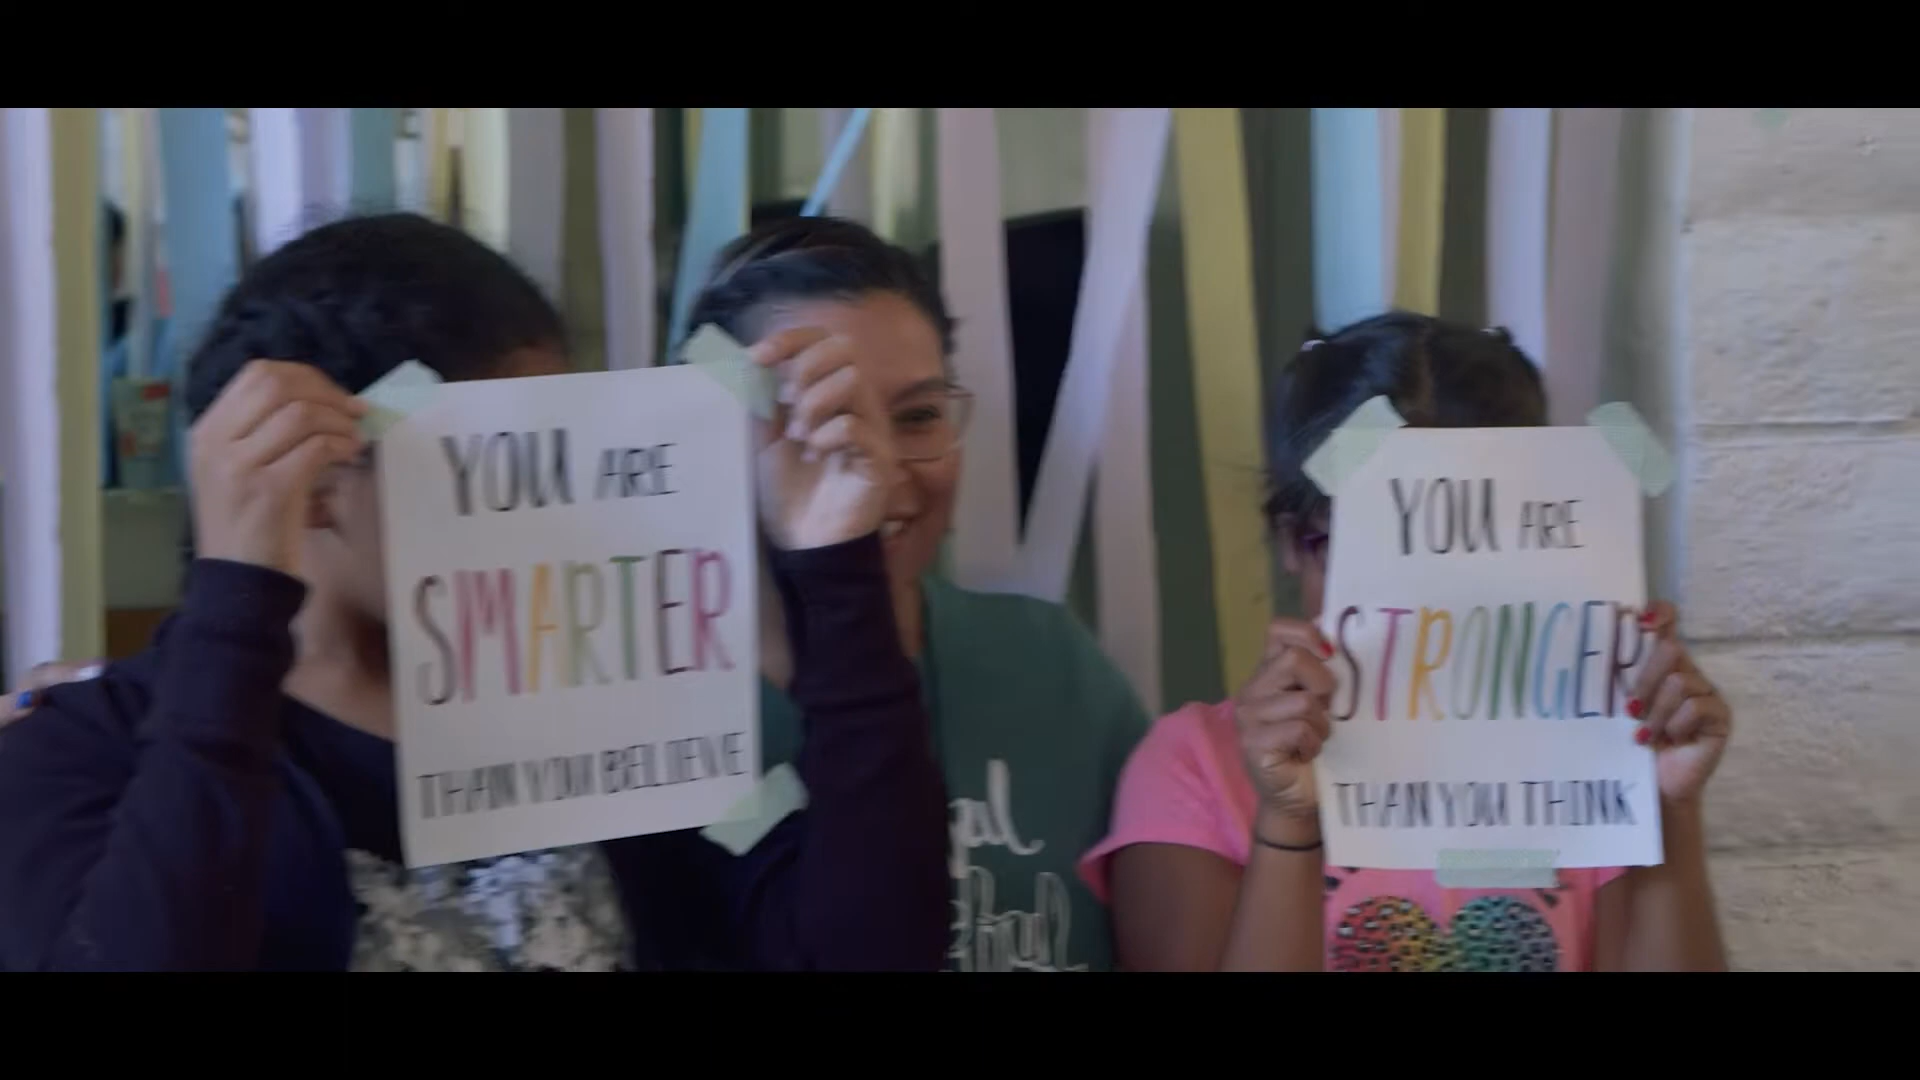 YOU ARE
SMARTER
THAN YOU BELIEVE
YOU ARE
STRONGER
THAN YOU THINK